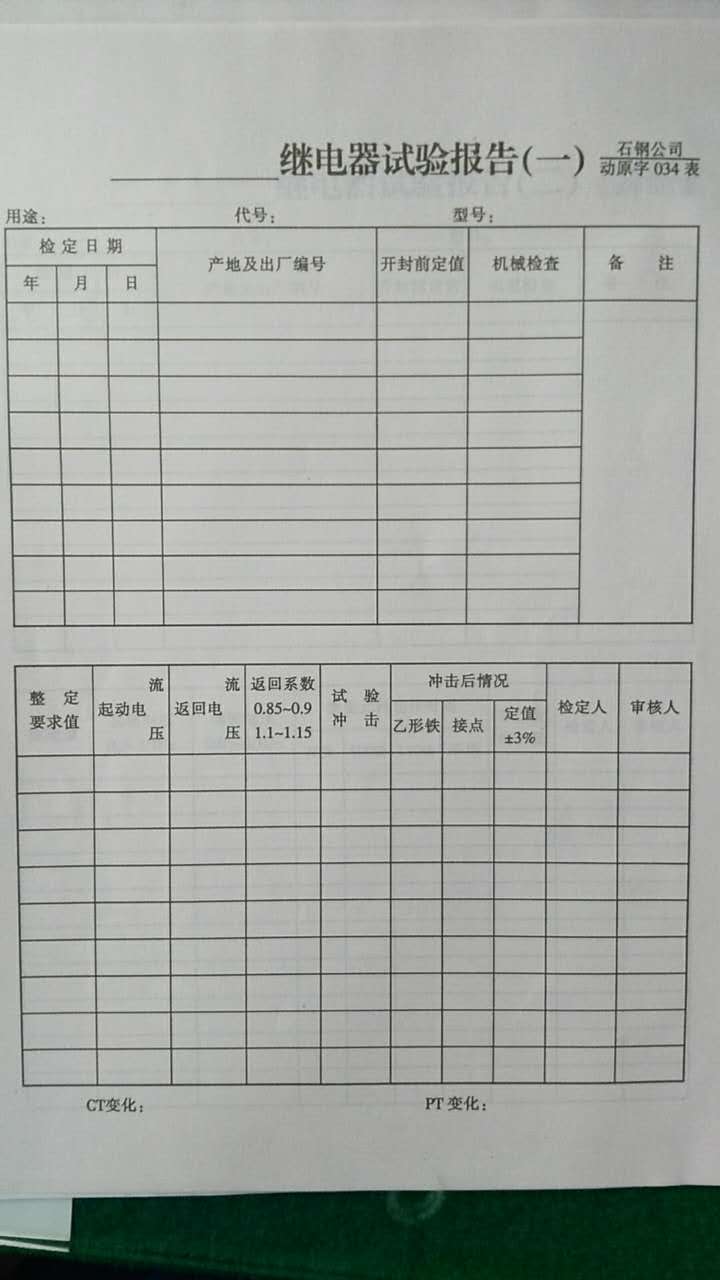 继电器试验报告(一) 石钢公司
动原字 034 表
用途: 代号: 型号:
检定日期 产地及出厂编号 开封前定值 机械检查 备 注
年 月 日
整 定 流 流 返回系数 试 验 冲击后情况 检定人 审核人
要求值 起动电 返回电 0.85~0.9 冲 击 乙形铁 接点 定值
压 压 1.1~1.15 ±3%
CT变化: PT变化: